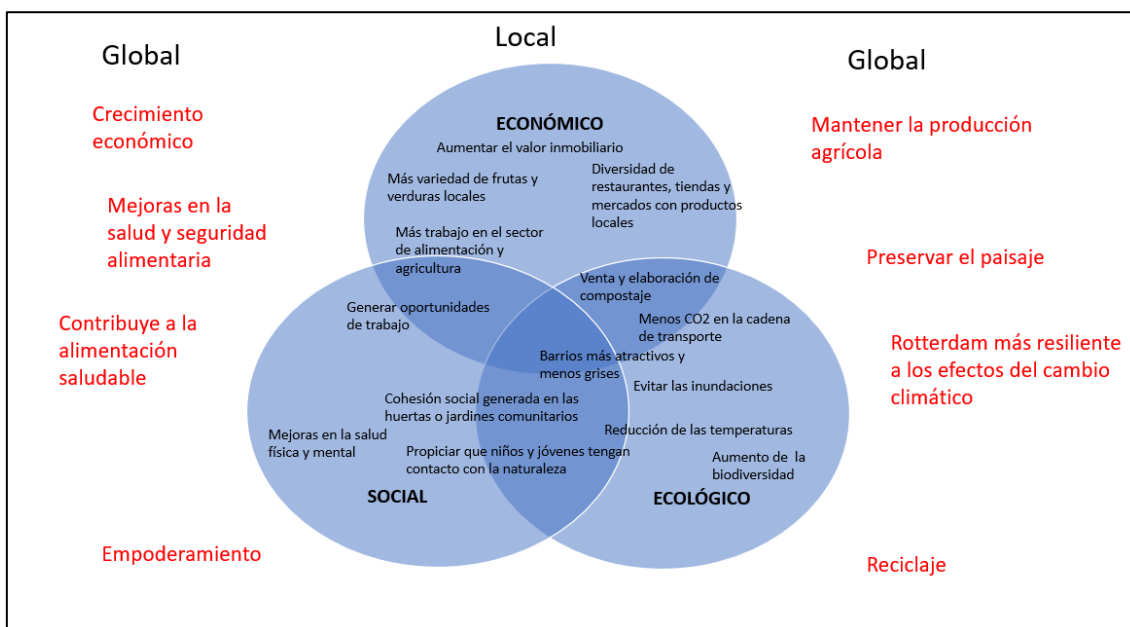 Global
Local
Global
Crecimiento
económico
Mejoras en la
salud y seguridad
alimentaria
Contribuye a la
alimentación
saludable
Empoderamiento
ECONÓMICO
Aumentar el valor inmobiliario
Más variedad de frutas y
verduras locales
Diversidad de
restaurantes, tiendas y
mercados con productos
locales
Más trabajo en el sector
de alimentación y
agricultura
Generar oportunidades
de trabajo
Venta y elaboración de
compostaje
Menos CO2 en la cadena
de transporte
Barrios más atractivos y
menos grises
Evitar las inundaciones
Cohesión social generada en las
huertas o jardines comunitarios
Reducción de las temperaturas
Mejoras en la salud
física y mental
Propiciar que niños y jóvenes tengan
contacto con la naturaleza
Aumento de la
biodiversidad
SOCIAL
ECOLÓGICO
Mantener la producción
agrícola
Preservar el paisaje
Rotterdam más resiliente
a los efectos del cambio
climático
Reciclaje